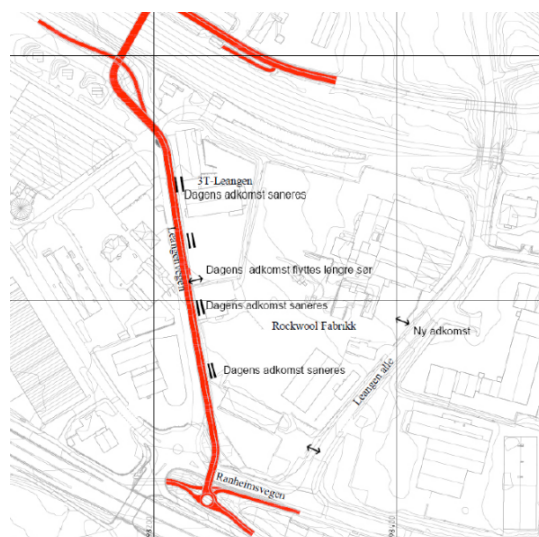 3T-Leangen
Dagens adkomst saneres
Leangenvegen
Dagens adkomst flyttes lengre sør
Dagens adkomst saneres
Rockwool Fabrikk
Ny adkomst
Dagens adkomst saneres
Leangen alle
Ranheimsvegen